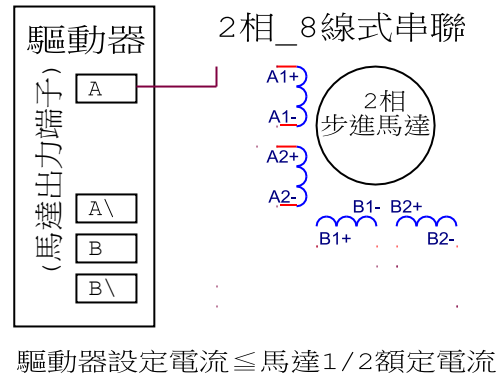 2相_8線式串聯
驅動器
(馬達出力端子)
A
A\
B
B\
A1+
A1-
A2+
A2-
2相
步進馬達
B1- B2+
B1+ B2-
驅動器設定電流≦馬達1/2額定電流